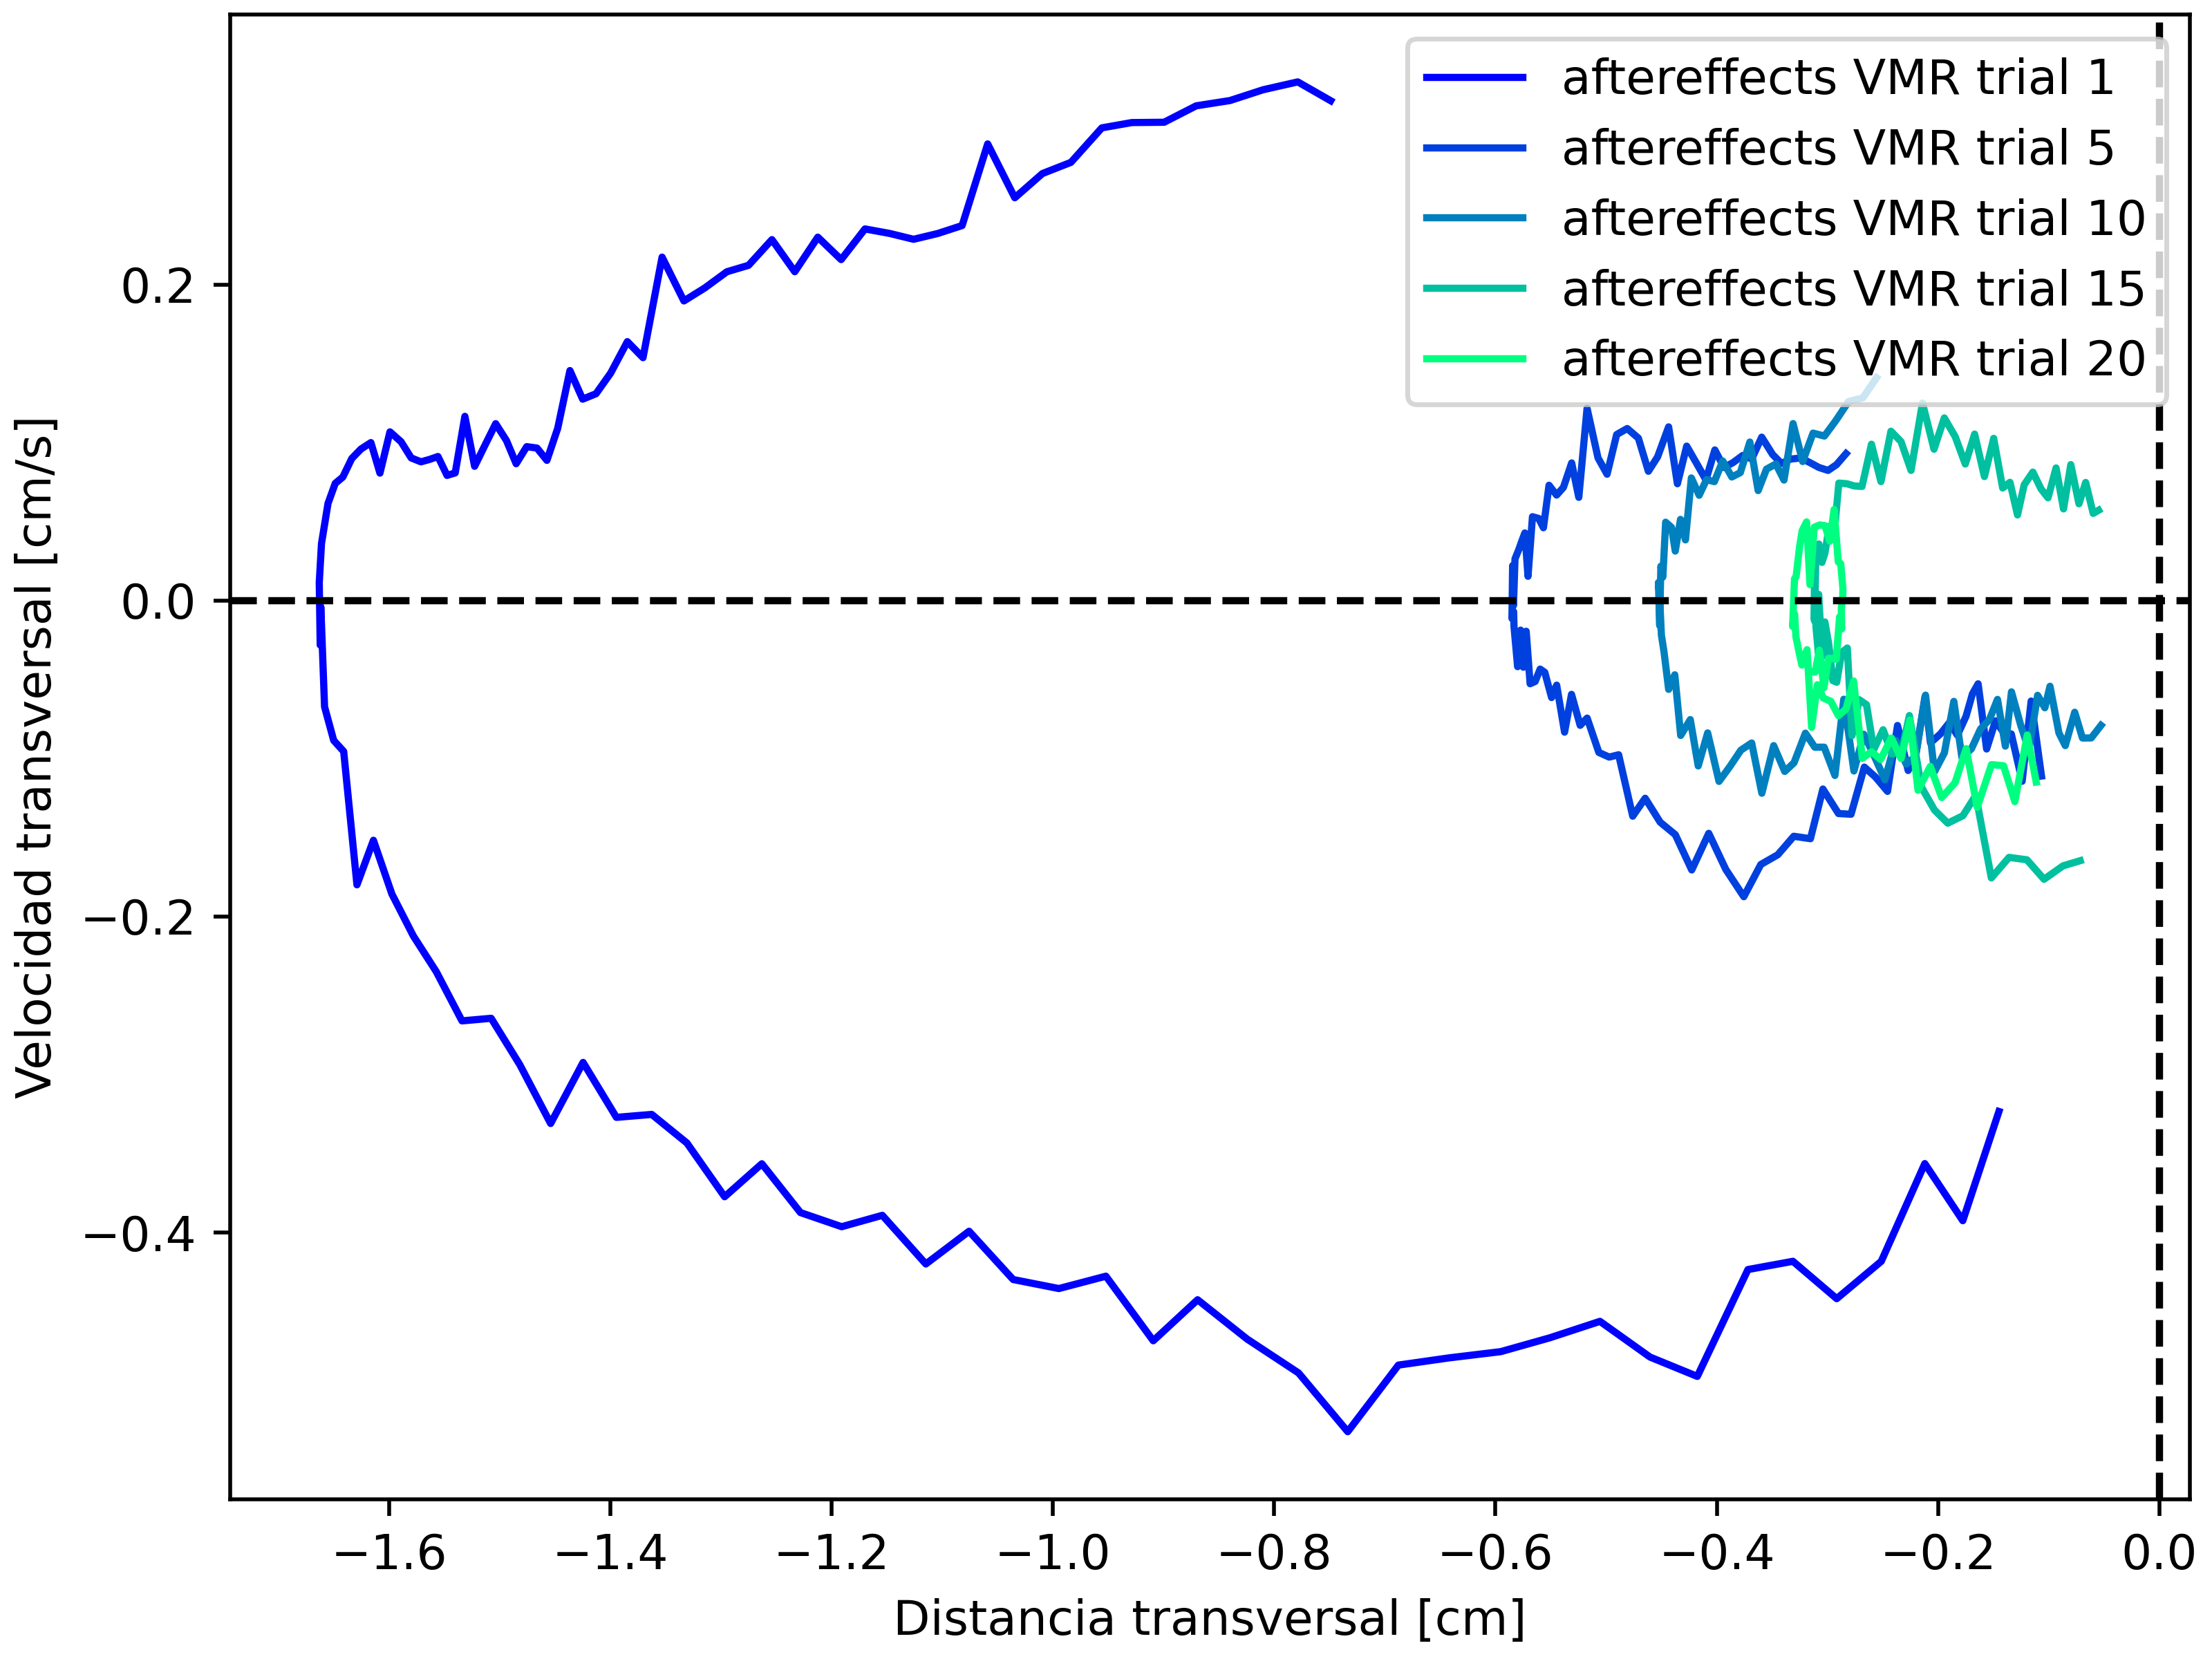 aftereffects VMR trial 1
aftereffects VMR trial 5
aftereffects VMR trial 10
aftereffects VMR trial 15
aftereffects VMR trial 20
Velocidad transversal [cm/s]
0.2
0.0
−0.2
−0.4
−1.6 −1.4 −1.2 −1.0 −0.8 −0.6 −0.4 −0.2 0.0
Distancia transversal [cm]